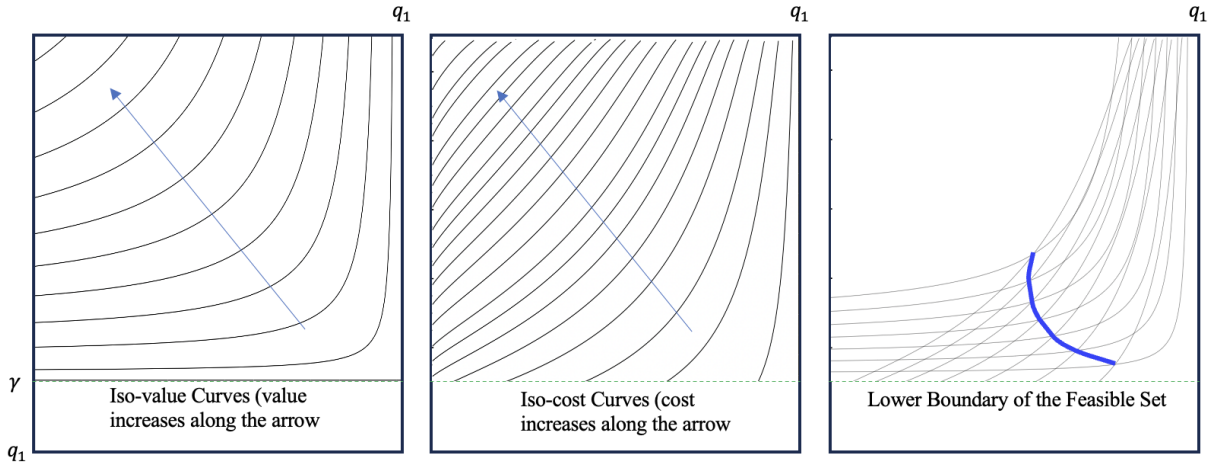 q₁ q₁ q₁
γ
Iso-value Curves (value
increases along the arrow
Iso-cost Curves (cost
increases along the arrow
Lower Boundary of the Feasible Set
q₁